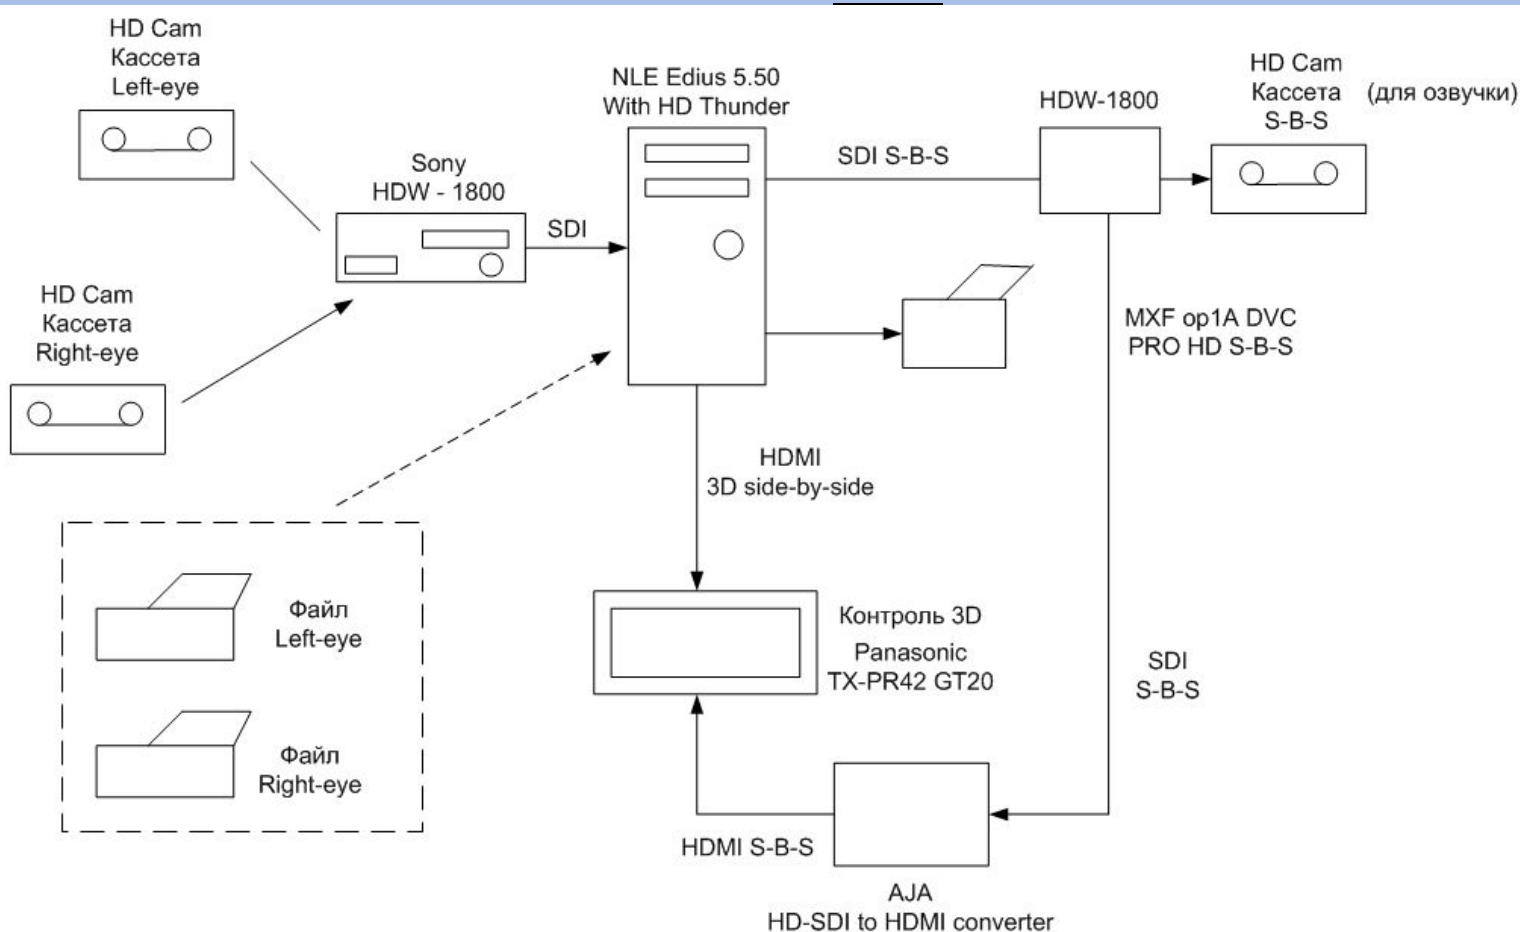 HD Cam
Кассета
Left-eye
NLE Edius 5.50
With HD Thunder
HDW-1800
HD Cam
Кассета
S-B-S
(для озвучки)
SDI S-B-S
Sony
HDW - 1800
SDI
HD Cam
Кассета
Right-eye
MXF op1A DVC
PRO HD S-B-S
HDMI
3D side-by-side
Файл
Left-eye
Файл
Right-eye
Контроль 3D
Panasonic
TX-PR42 GT20
SDI
S-B-S
HDMI S-B-S
AJA
HD-SDI to HDMI converter